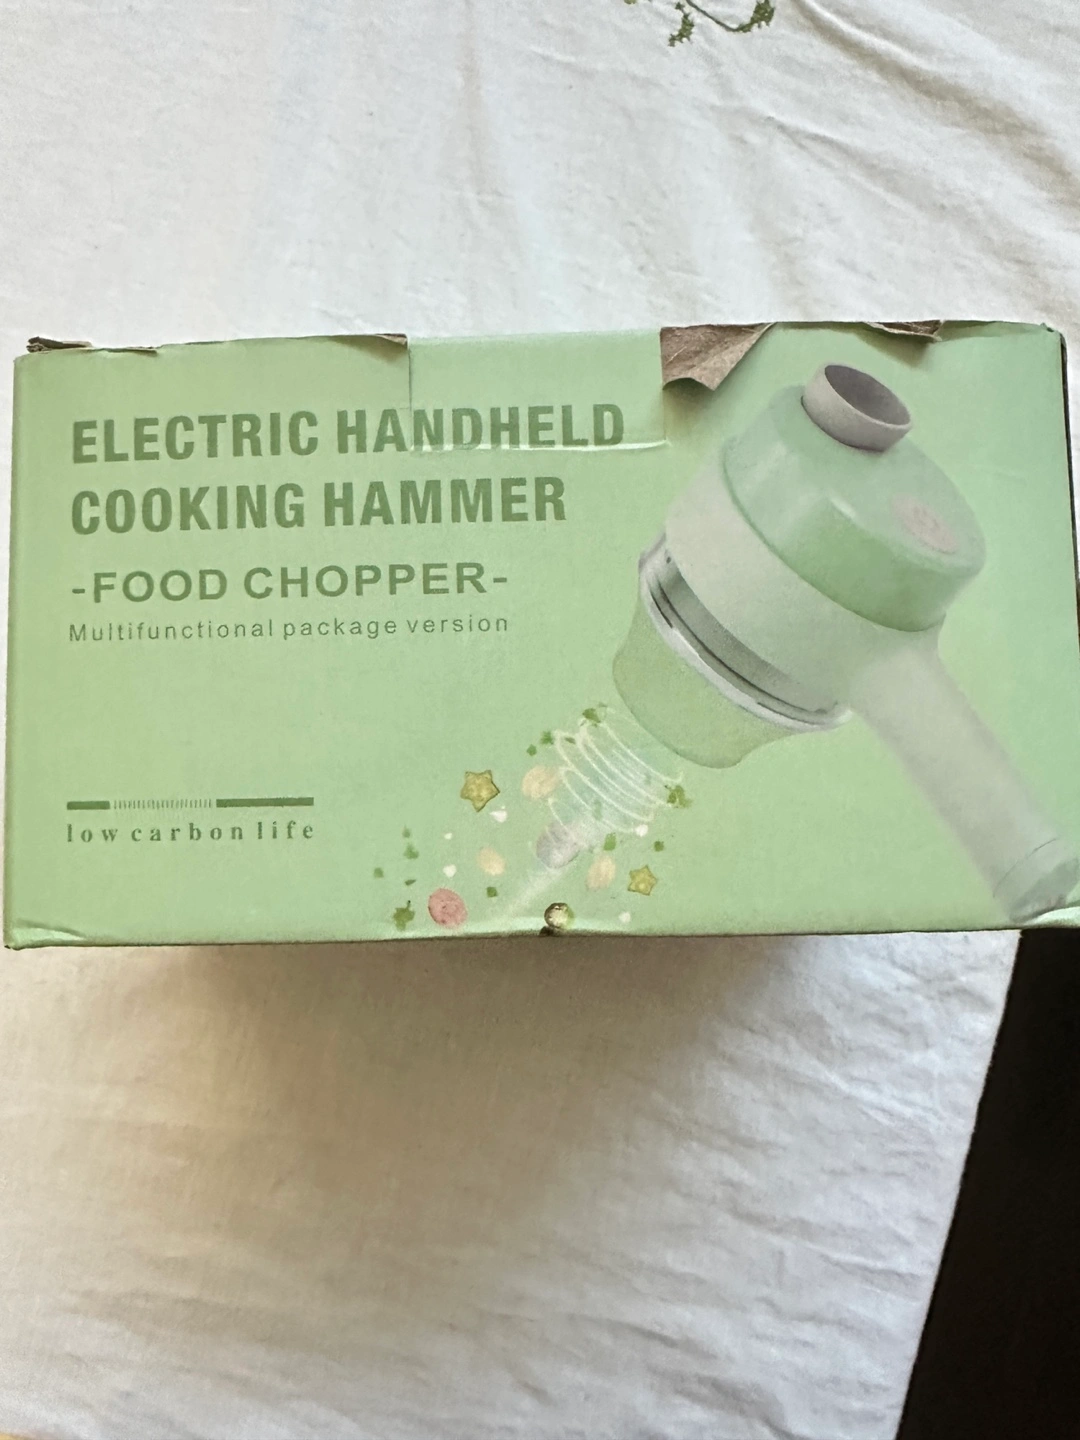 ELECTRIC HANDHELD
COOKING HAMMER
-FOOD CHOPPER-
Multifunctional package version
low carbon life